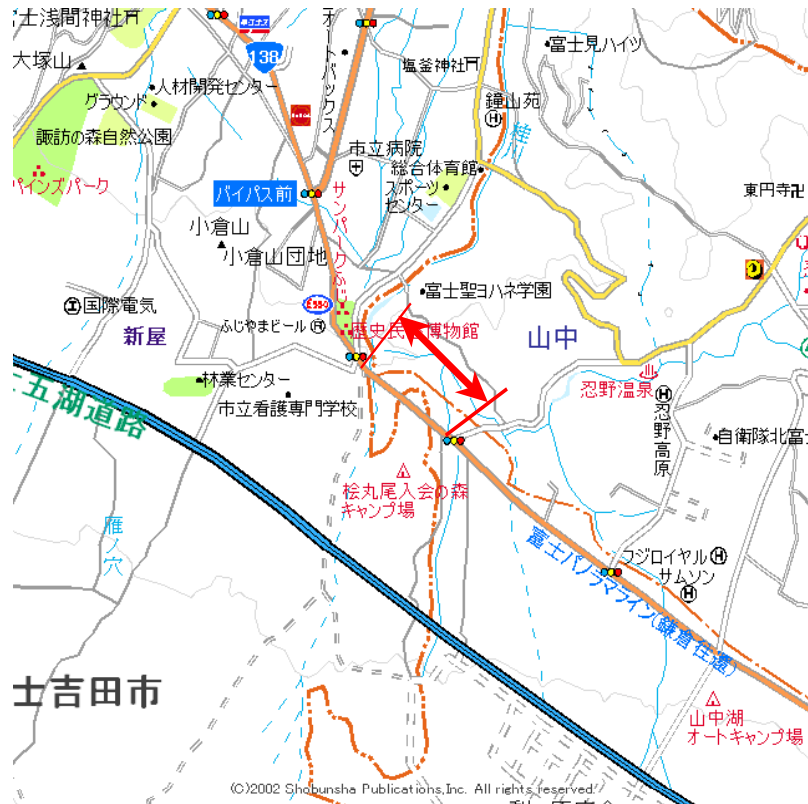 士浅間神社
大塚山
138
オートバックス
富士見ハイツ
塩釜神社
人材開発センター
グラウンド
鐘山苑
桂川
諏訪の森自然公園
市立病院
総合体育館
スポーツ
センター
パインズパーク
バイパス前
サンパークふじ
東円寺
小倉山
小倉山団地
富士聖ヨハネ学園
国際電気
新屋
ふじやまビール
歴史民 博物館
山中
忍野温泉
五湖道路
林業センター
市立看護専門学校
忍野高原
自衛隊北富士
桧丸尾入会の森
キャンプ場
雁ノ穴
富士パノラマライン(鎌倉往還)
フジロイヤル
サムソン
士吉田市
山中湖
オートキャンプ場
(C)2002 Shobunsha Publications,Inc. All rights reserved.